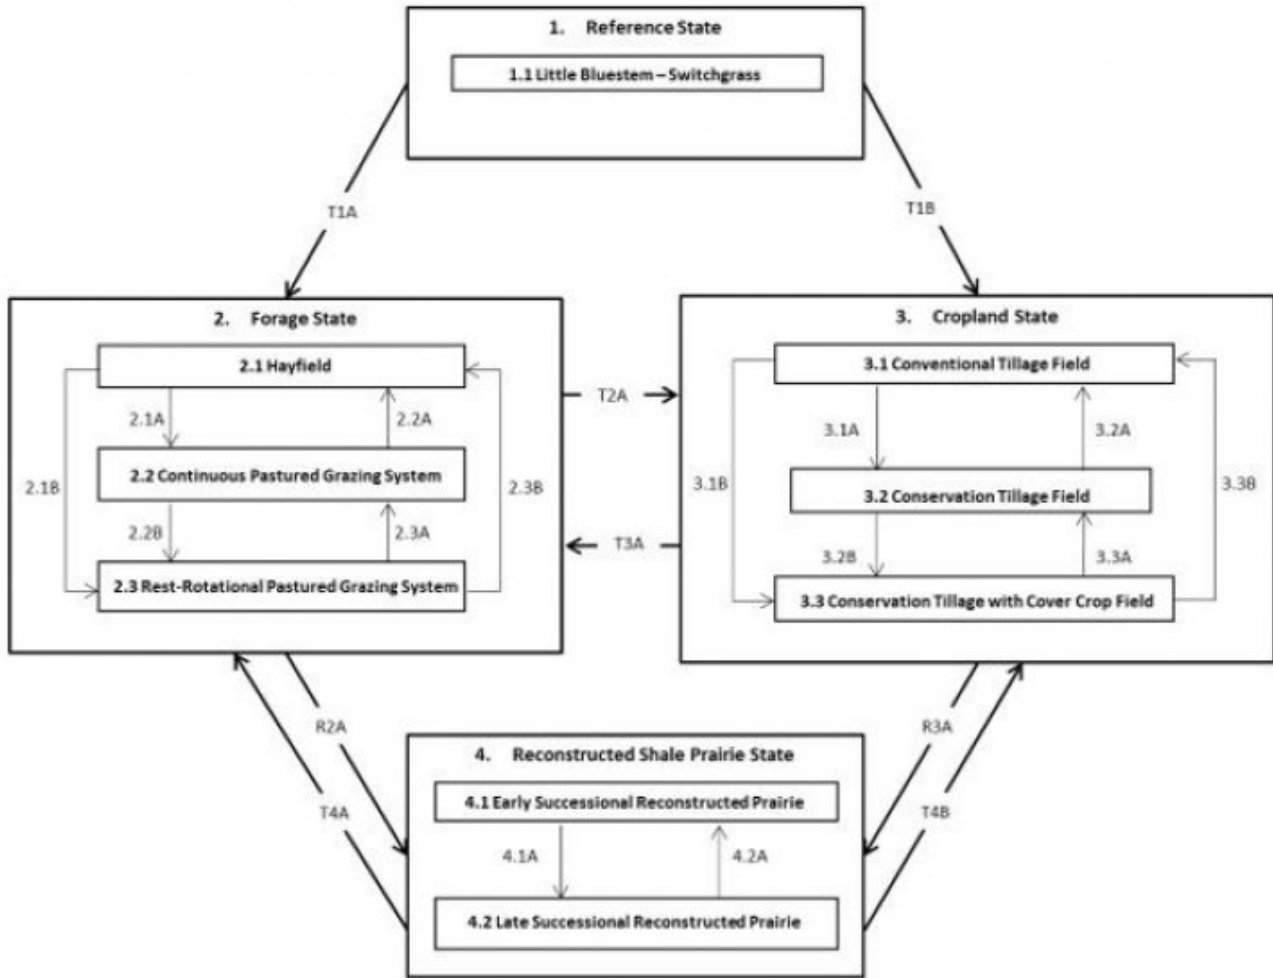 1. Reference State
1.1 Little Bluestem – Switchgrass
T1A
T1B
2. Forage State
2.1 Hayfield
2.1A
2.2A
2.2 Continuous Pastured Grazing System
2.1B
2.3B
2.2B
2.3A
2.3 Rest-Rotational Pastured Grazing System
T2A
T3A
3. Cropland State
3.1 Conventional Tillage Field
3.1A
3.2A
3.2 Conservation Tillage Field
3.1B
3.3B
3.2B
3.3A
3.3 Conservation Tillage with Cover Crop Field
R2A
T4A
R3A
T4B
4. Reconstructed Shale Prairie State
4.1 Early Successional Reconstructed Prairie
4.1A
4.2A
4.2 Late Successional Reconstructed Prairie